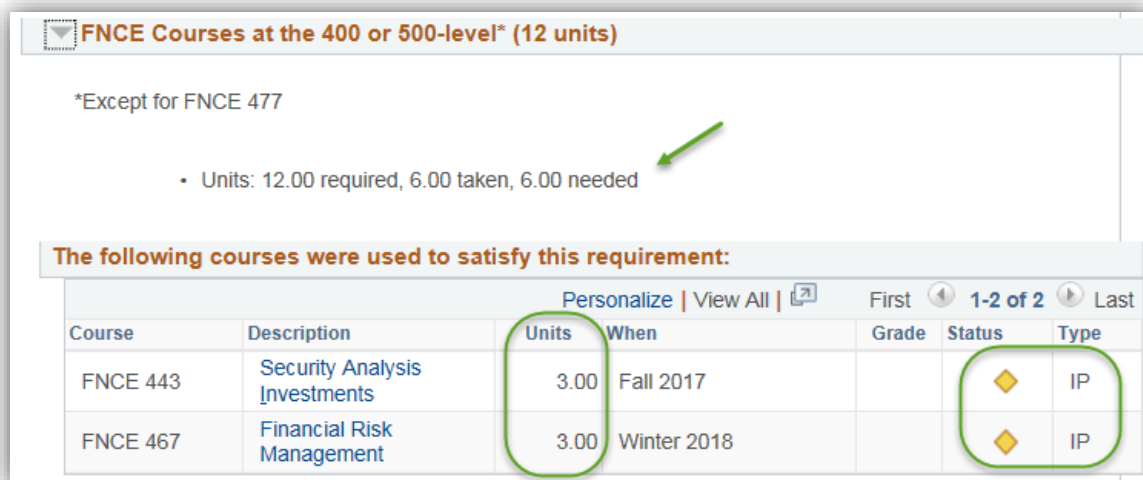 FNCE Courses at the 400 or 500-level* (12 units)
*Except for FNCE 477
• Units: 12.00 required, 6.00 taken, 6.00 needed
The following courses were used to satisfy this requirement:
Personalize | View All | First 1-2 of 2 Last
Course Description Units When Grade Status Type
FNCE 443 Security Analysis Investments 3.00 Fall 2017 IP
FNCE 467 Financial Risk Management 3.00 Winter 2018 IP